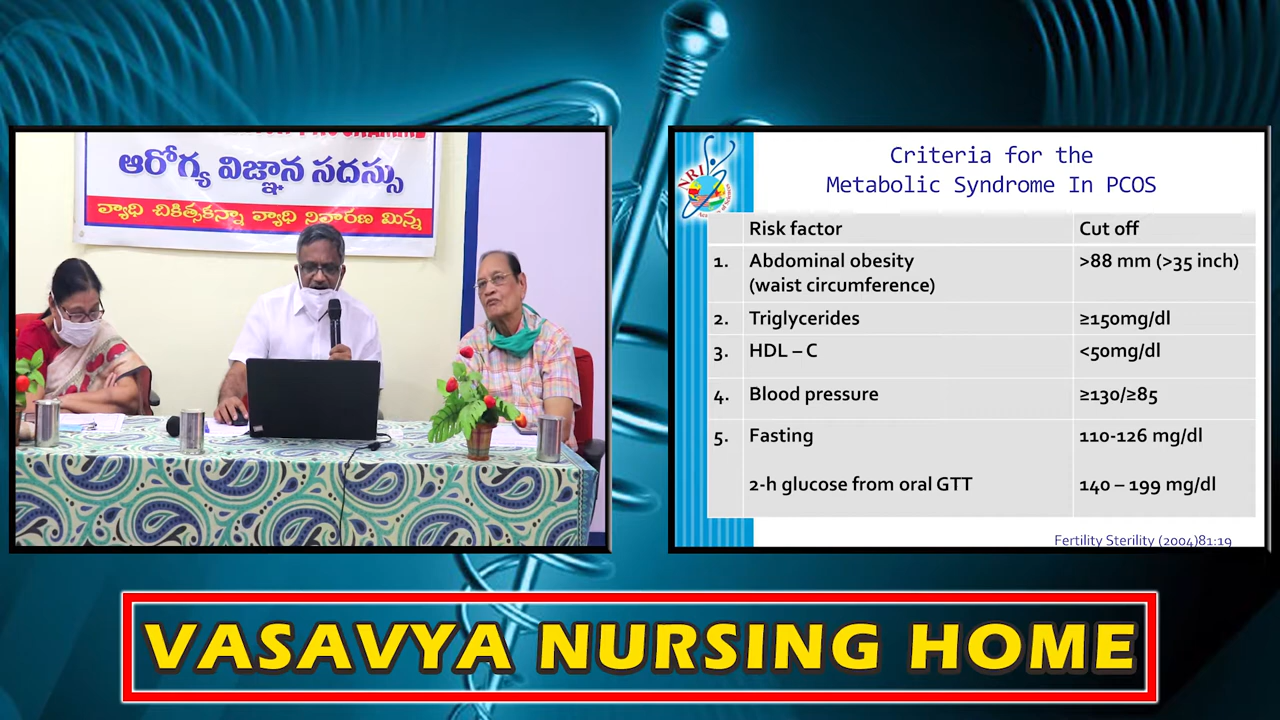 ఆరోగ్య విజ్ఞాన సదస్సు
వ్యాధి చికిత్సకన్నా వ్యాధి నివారణ మిన్న
NRI
Criteria for the
Metabolic Syndrome In PCOS
Risk factor Cut off
1. Abdominal obesity >88 mm (>35 inch)
(waist circumference)
2. Triglycerides ≥150mg/dl
3. HDL – C <50mg/dl
4. Blood pressure ≥130/≥85
5. Fasting 110-126 mg/dl
2-h glucose from oral GTT 140 – 199 mg/dl
Fertility Sterility (2004)81:19
VASAVYA NURSING HOME